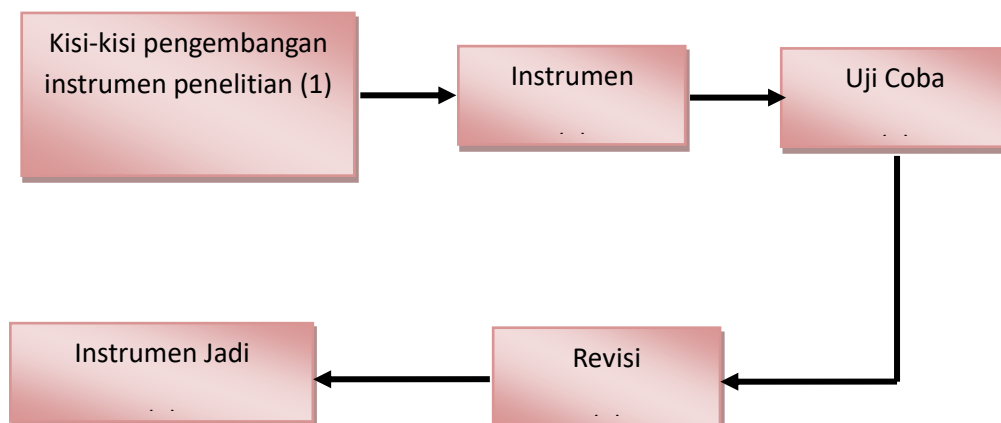 Kisi-kisi pengembangan
instrumen penelitian (1)
Instrumen
Uji Coba
Revisi
Instrumen Jadi